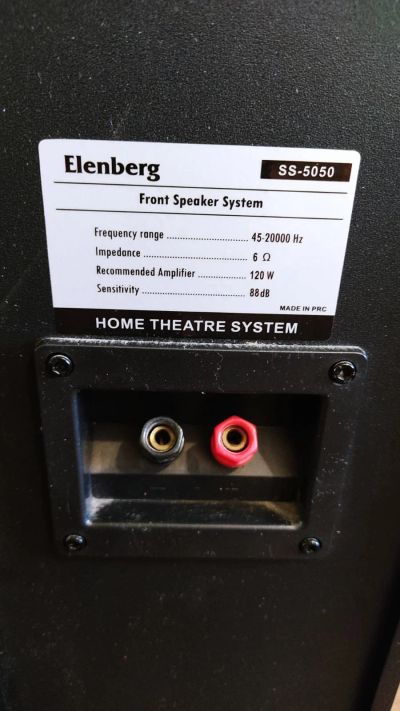 Elenberg SS-5050
Front Speaker System
Frequency range ................................ 45-20000 Hz
Impedance ........................................ 6 Ω
Recommended Amplifier .................. 120 W
Sensitivity ........................................ 88dB
MADE IN PRC
HOME THEATRE SYSTEM